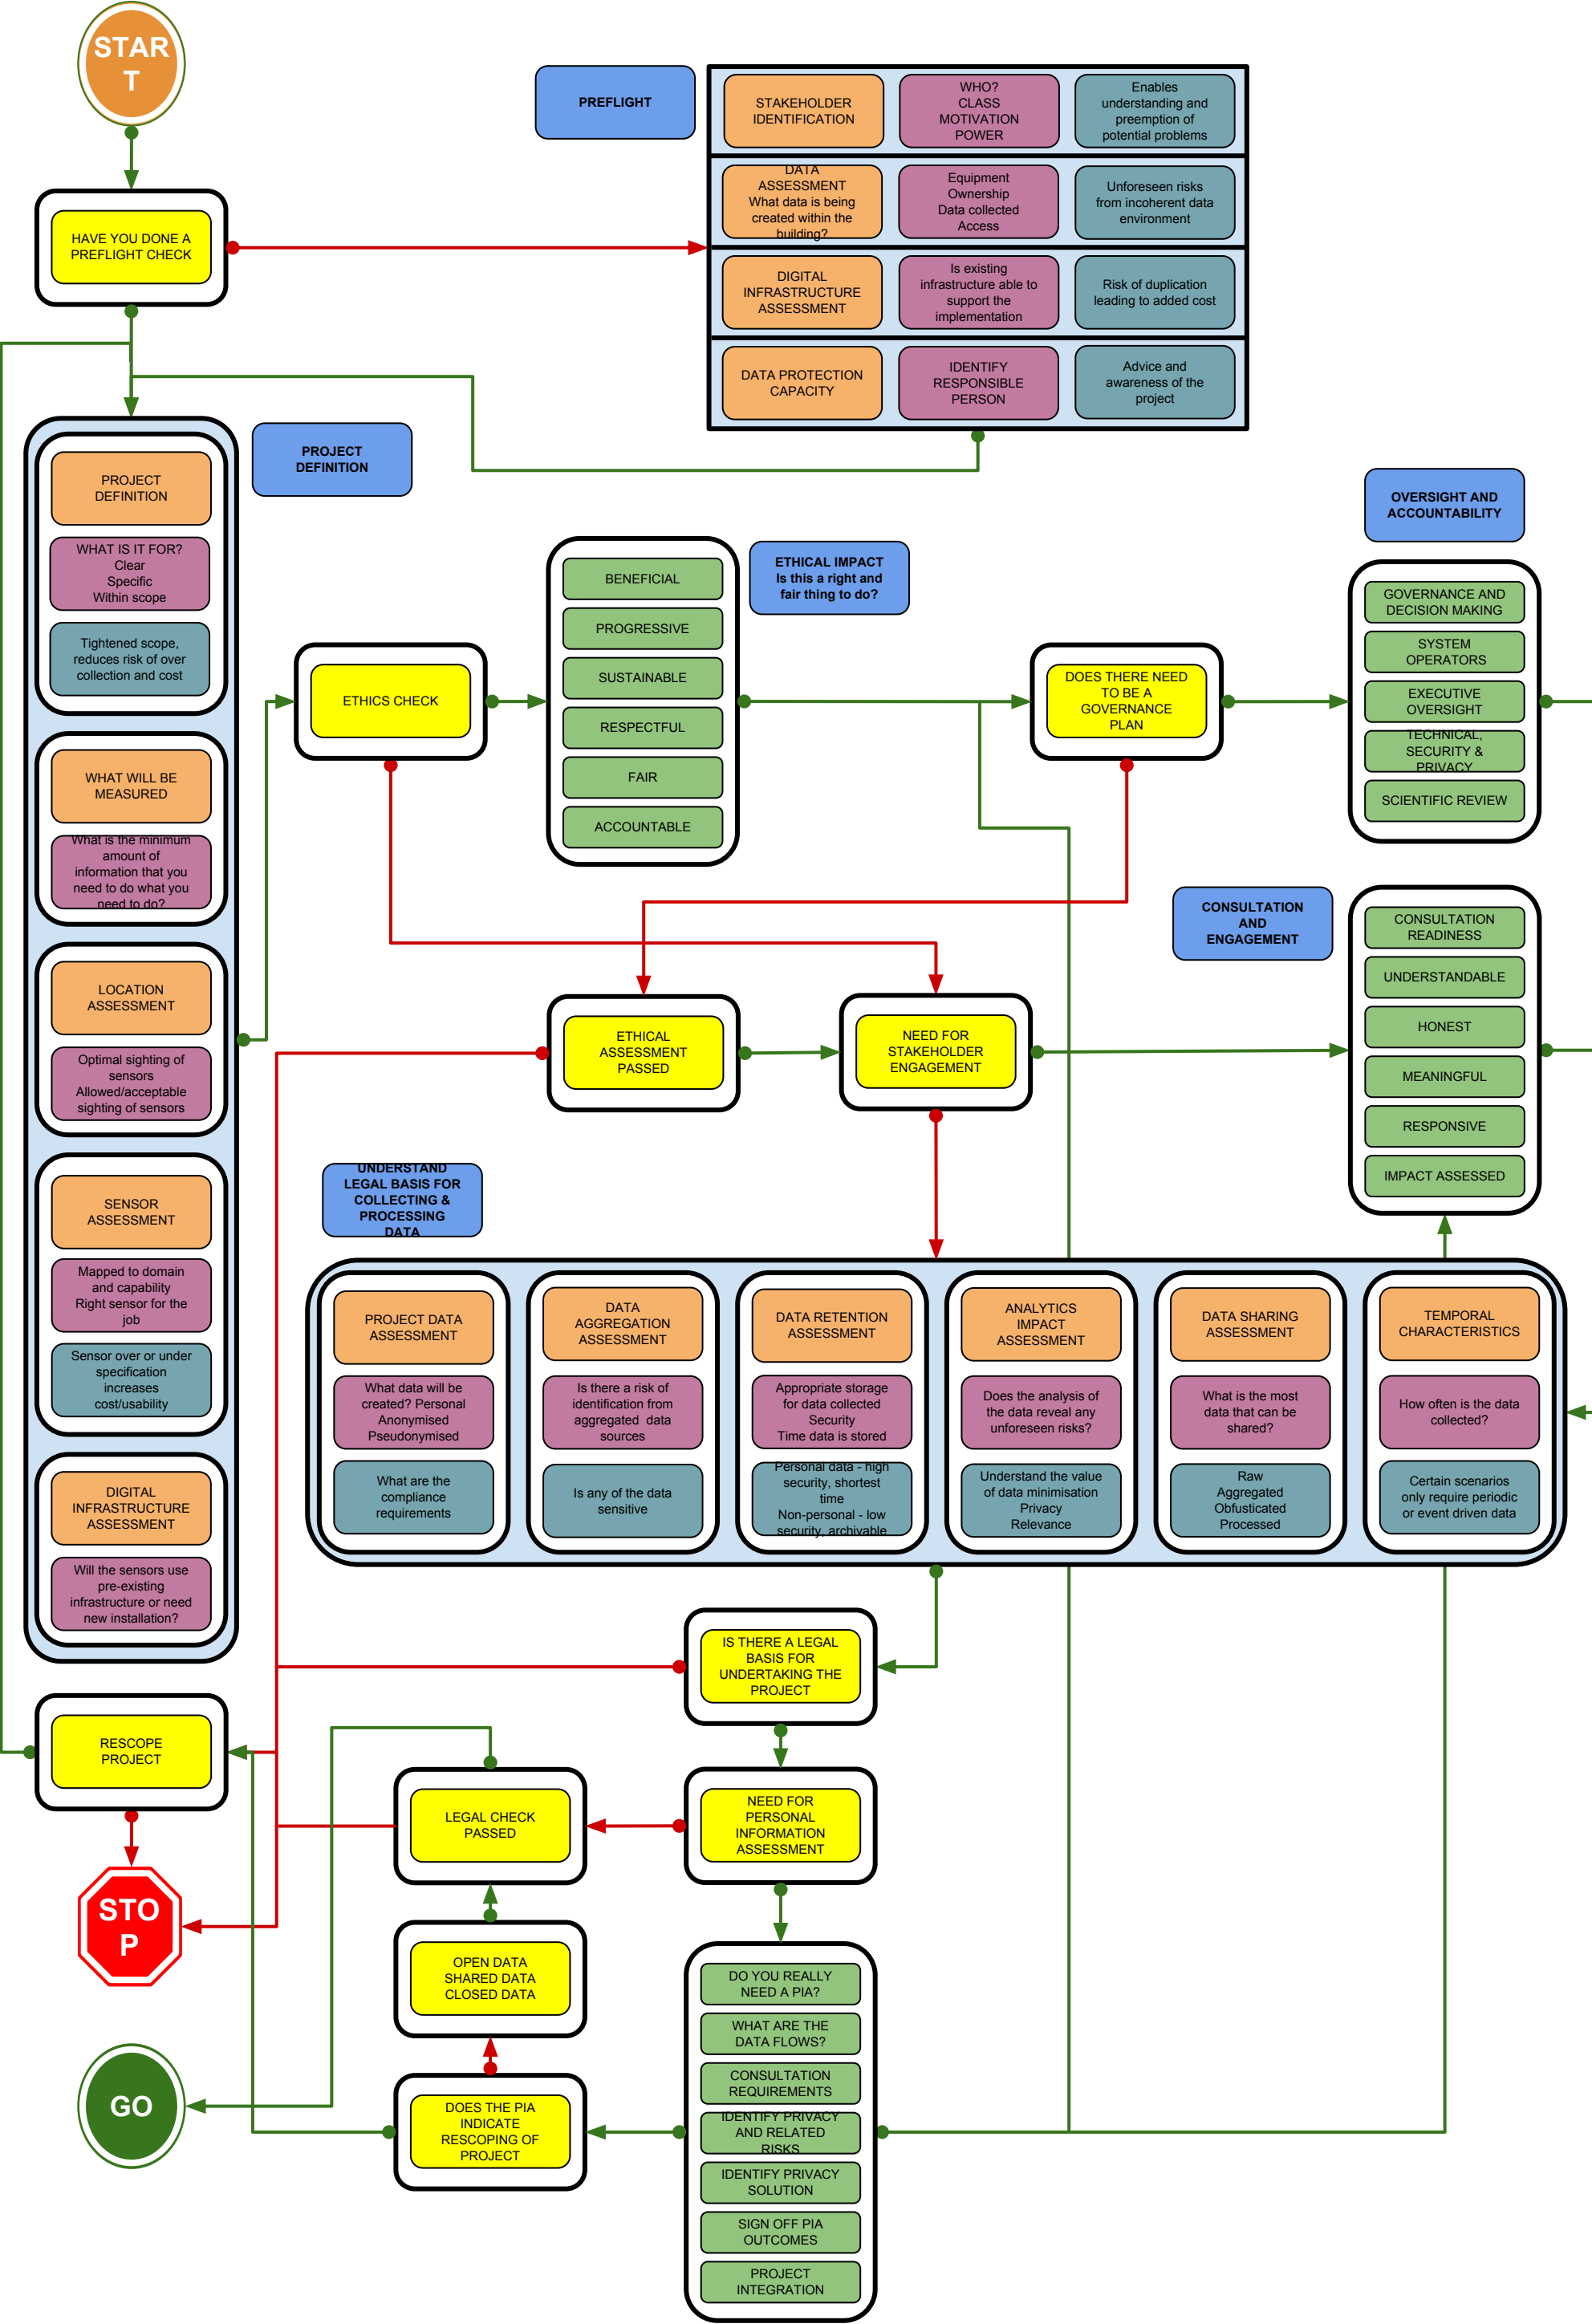 STAR
T
PREFLIGHT
STAKEHOLDER
IDENTIFICATION
WHO?
CLASS
MOTIVATION
POWER
Enables
understanding and
preemption of
potential problems
DATA
ASSESSMENT
What data is being
created within the
building?
Equipment
Ownership
Data collected
Access
Unforeseen risks
from incoherent data
environment
HAVE YOU DONE A
PREFLIGHT CHECK
DIGITAL
INFRASTRUCTURE
ASSESSMENT
Is existing
infrastructure able to
support the
implementation
Risk of duplication
leading to added cost
DATA PROTECTION
CAPACITY
IDENTIFY
RESPONSIBLE
PERSON
Advice and
awareness of the
project
PROJECT
DEFINITION
PROJECT
DEFINITION
WHAT IS IT FOR?
Clear
Specific
Within scope
Tightened scope,
reduces risk of over
collection and cost
WHAT WILL BE
MEASURED
What is the minimum
amount of
information that you
need to do what you
need to do?
LOCATION
ASSESSMENT
Optimal sighting of
sensors
Allowed/acceptable
sighting of sensors
SENSOR
ASSESSMENT
Mapped to domain
and capability
Right sensor for the
job
Sensor over or under
specification
increases
cost/usability
DIGITAL
INFRASTRUCTURE
ASSESSMENT
Will the sensors use
pre-existing
infrastructure or need
new installation?
ETHICS CHECK
BENEFICIAL
PROGRESSIVE
SUSTAINABLE
RESPECTFUL
FAIR
ACCOUNTABLE
ETHICAL IMPACT
Is this a right and
fair thing to do?
DOES THERE NEED
TO BE A
GOVERNANCE
PLAN
OVERSIGHT AND
ACCOUNTABILITY
GOVERNANCE AND
DECISION MAKING
SYSTEM
OPERATORS
EXECUTIVE
OVERSIGHT
TECHNICAL,
SECURITY &
PRIVACY
SCIENTIFIC REVIEW
CONSULTATION
AND
ENGAGEMENT
CONSULTATION
READINESS
UNDERSTANDABLE
HONEST
MEANINGFUL
RESPONSIVE
IMPACT ASSESSED
ETHICAL
ASSESSMENT
PASSED
NEED FOR
STAKEHOLDER
ENGAGEMENT
UNDERSTAND
LEGAL BASIS FOR
COLLECTING &
PROCESSING
DATA
PROJECT DATA
ASSESSMENT
What data will be
created? Personal
Anonymised
Pseudonymised
What are the
compliance
requirements
DATA
AGGREGATION
ASSESSMENT
Is there a risk of
identification from
aggregated data
sources
Is any of the data
sensitive
DATA RETENTION
ASSESSMENT
Appropriate storage
for data collected
Security
Time data is stored
Personal data - high
security, shortest
time
Non-personal - low
security, archivable
ANALYTICS
IMPACT
ASSESSMENT
Does the analysis of
the data reveal any
unforeseen risks?
Understand the value
of data minimisation
Privacy
Relevance
DATA SHARING
ASSESSMENT
What is the most
data that can be
shared?
Raw
Aggregated
Obfusticated
Processed
TEMPORAL
CHARACTERISTICS
How often is the data
collected?
Certain scenarios
only require periodic
or event driven data
IS THERE A LEGAL
BASIS FOR
UNDERTAKING THE
PROJECT
RESCOPE
PROJECT
LEGAL CHECK
PASSED
NEED FOR
PERSONAL
INFORMATION
ASSESSMENT
STO
P
OPEN DATA
SHARED DATA
CLOSED DATA
GO
DOES THE PIA
INDICATE
RESCOPING OF
PROJECT
DO YOU REALLY
NEED A PIA?
WHAT ARE THE
DATA FLOWS?
CONSULTATION
REQUIREMENTS
IDENTIFY PRIVACY
AND RELATED
RISKS
IDENTIFY PRIVACY
SOLUTION
SIGN OFF PIA
OUTCOMES
PROJECT
INTEGRATION